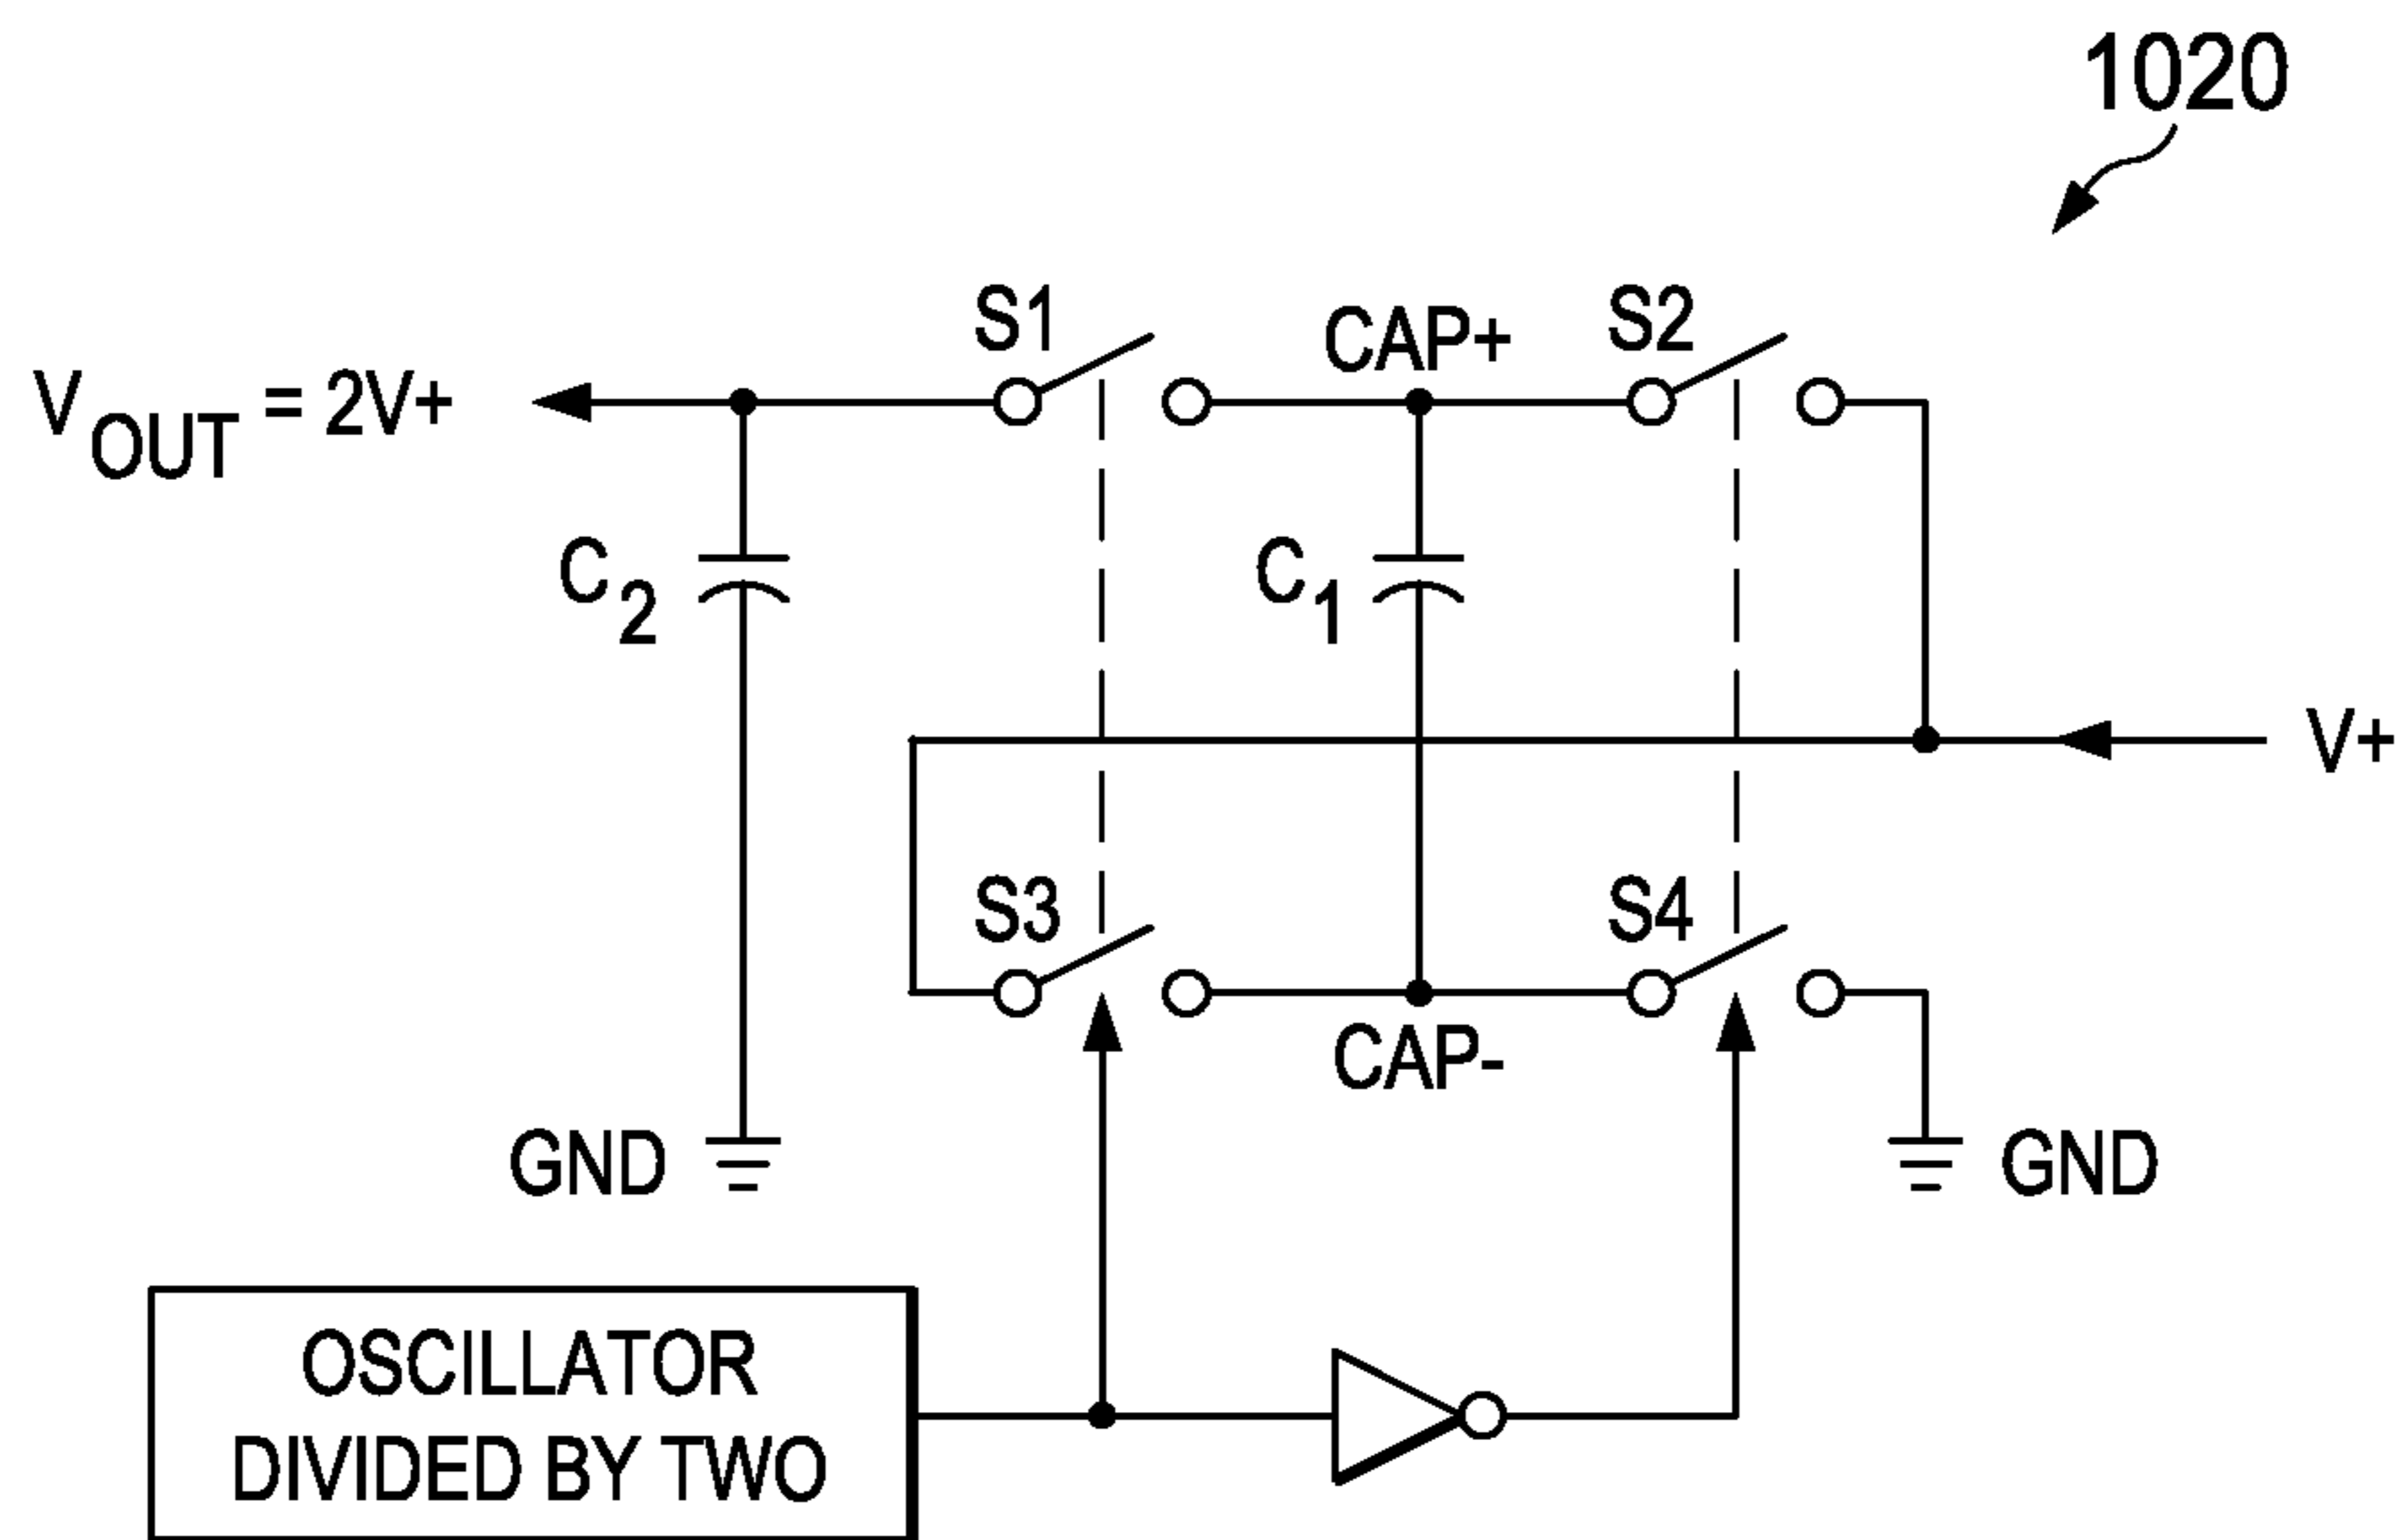 1020
S1
CAP+
S2
VOUT = 2V+
C2
C1
V+
S3
S4
CAP-
GND
GND
OSCILLATOR
DIVIDED BY TWO